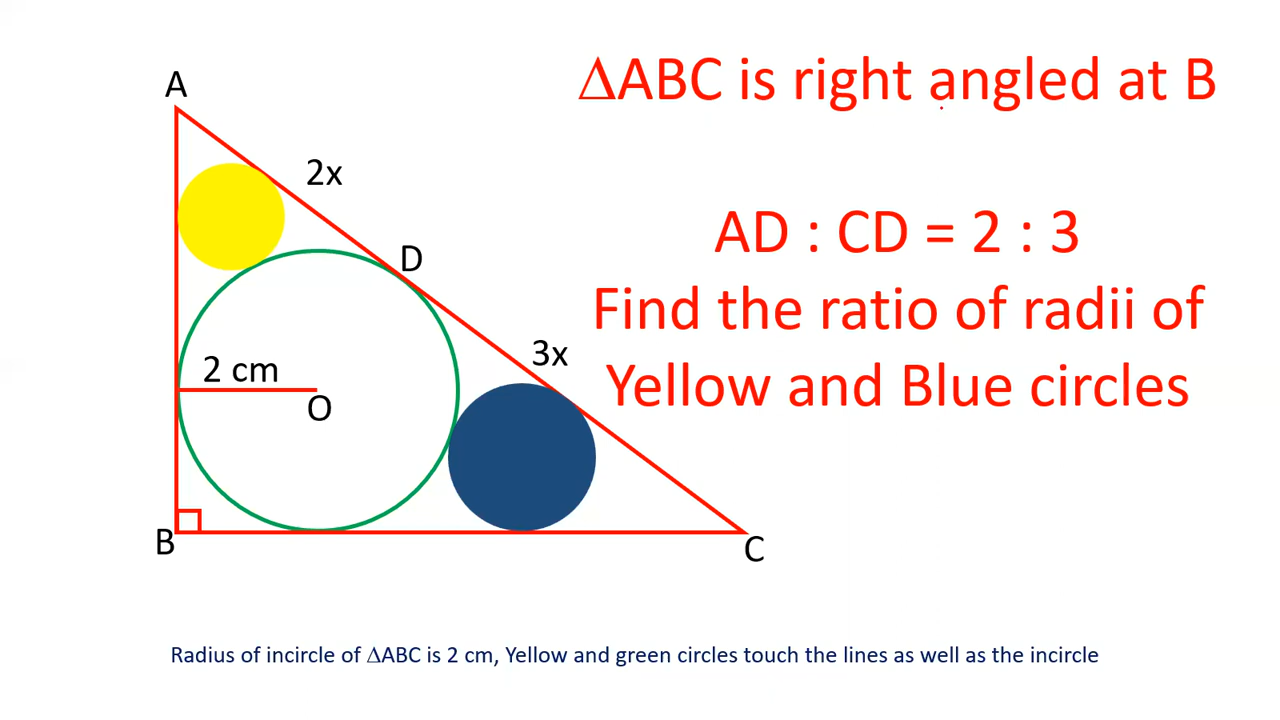 ΔABC is right angled at B
A
2x
AD : CD = 2 : 3
D
Find the ratio of radii of
3x
Yellow and Blue circles
2 cm
O
B
C
Radius of incircle of ΔABC is 2 cm, Yellow and green circles touch the lines as well as the incircle